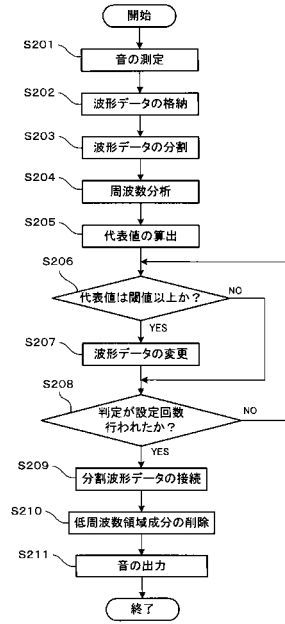 開始
S201
音の測定
S202
波形データの格納
S203
波形データの分割
S204
周波数分析
S205
代表値の算出
S206
代表値は閾値以上か?
NO
YES
S207
波形データの変更
S208
判定が設定回数
行われたか?
NO
YES
S209
分割波形データの接続
S210
低周波数領域成分の削除
S211
音の出力
終了